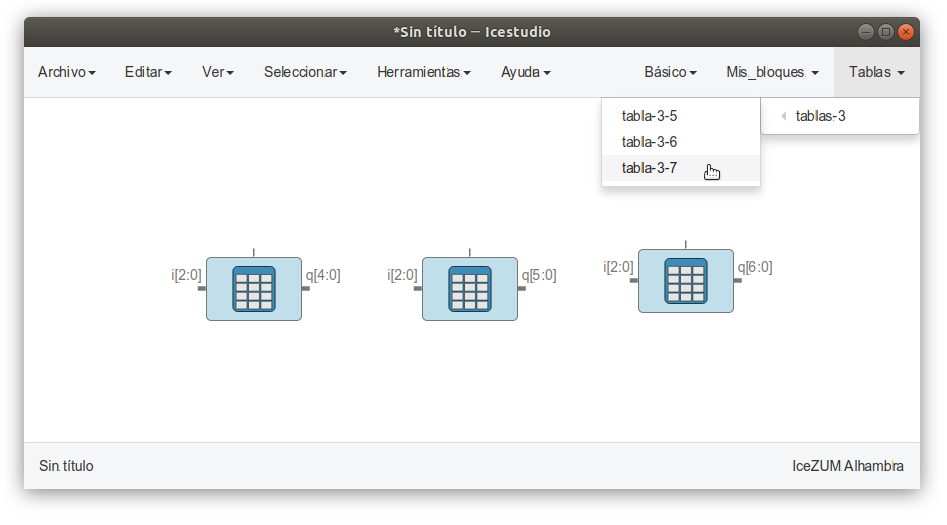 *Sin título – Icestudio
Archivo Editar Ver Seleccionar Herramientas Ayuda Básico Mis_bloques Tablas
tabla-3-5 tablas-3
tabla-3-6
tabla-3-7
i[2:0] q[4:0] i[2:0] q[5:0] i[2:0] q[6:0]
Sin título IceZUM Alhambra